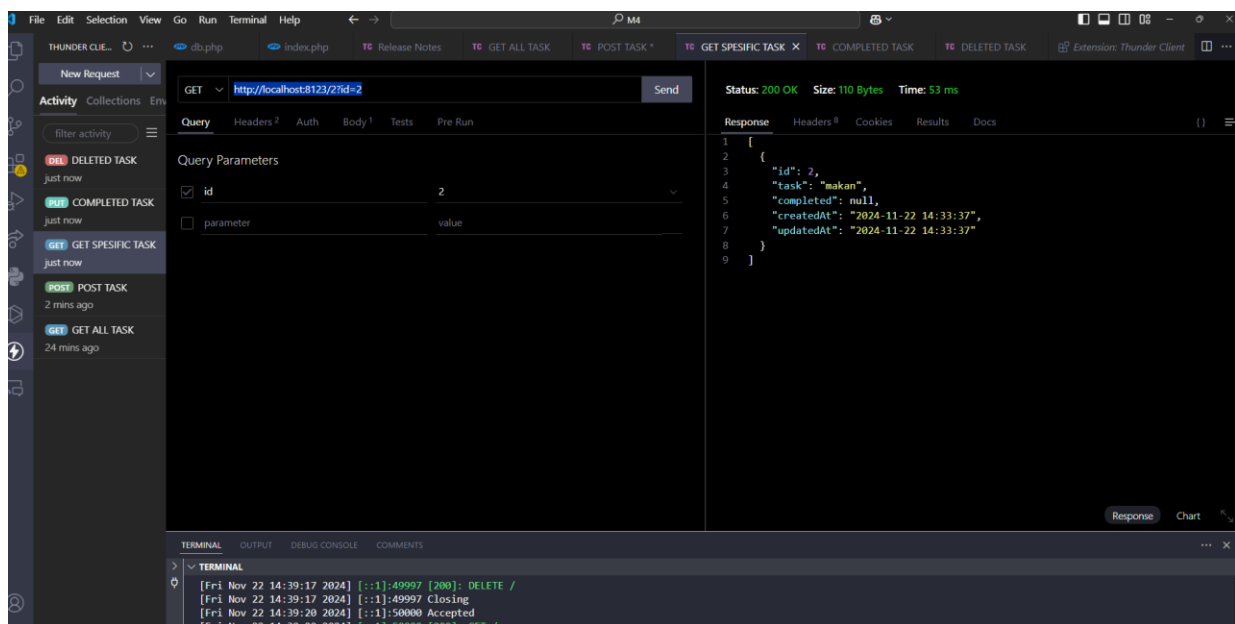 File Edit Selection View Go Run Terminal Help
M4
THUNDER CLIE...
db.php
index.php
TC Release Notes
TC GET ALL TASK
TC POST TASK
TC GET SPESIFIC TASK
TC COMPLETED TASK
TC DELETED TASK
Extension: Thunder Client
New Request
Activity Collections Env
filter activity
DEL DELETED TASK
just now
PUT COMPLETED TASK
just now
GET GET SPESIFIC TASK
just now
POST POST TASK
2 mins ago
GET GET ALL TASK
24 mins ago
GET http://localhost:8123/2?id=2 Send
Query Headers 2 Auth Body 1 Tests Pre Run
Query Parameters
id 2
parameter value
Status: 200 OK Size: 110 Bytes Time: 53 ms
Response Headers 8 Cookies Results Docs {}
1 [
2 {
3 "id": 2,
4 "task": "makan",
5 "completed": null,
6 "createdAt": "2024-11-22 14:33:37",
7 "updatedAt": "2024-11-22 14:33:37"
8 }
9 ]
Response Chart
TERMINAL OUTPUT DEBUG CONSOLE COMMENTS
TERMINAL
[Fri Nov 22 14:39:17 2024] [::1]:49997 [200]: DELETE /
[Fri Nov 22 14:39:17 2024] [::1]:49997 Closing
[Fri Nov 22 14:39:20 2024] [::1]:50000 Accepted